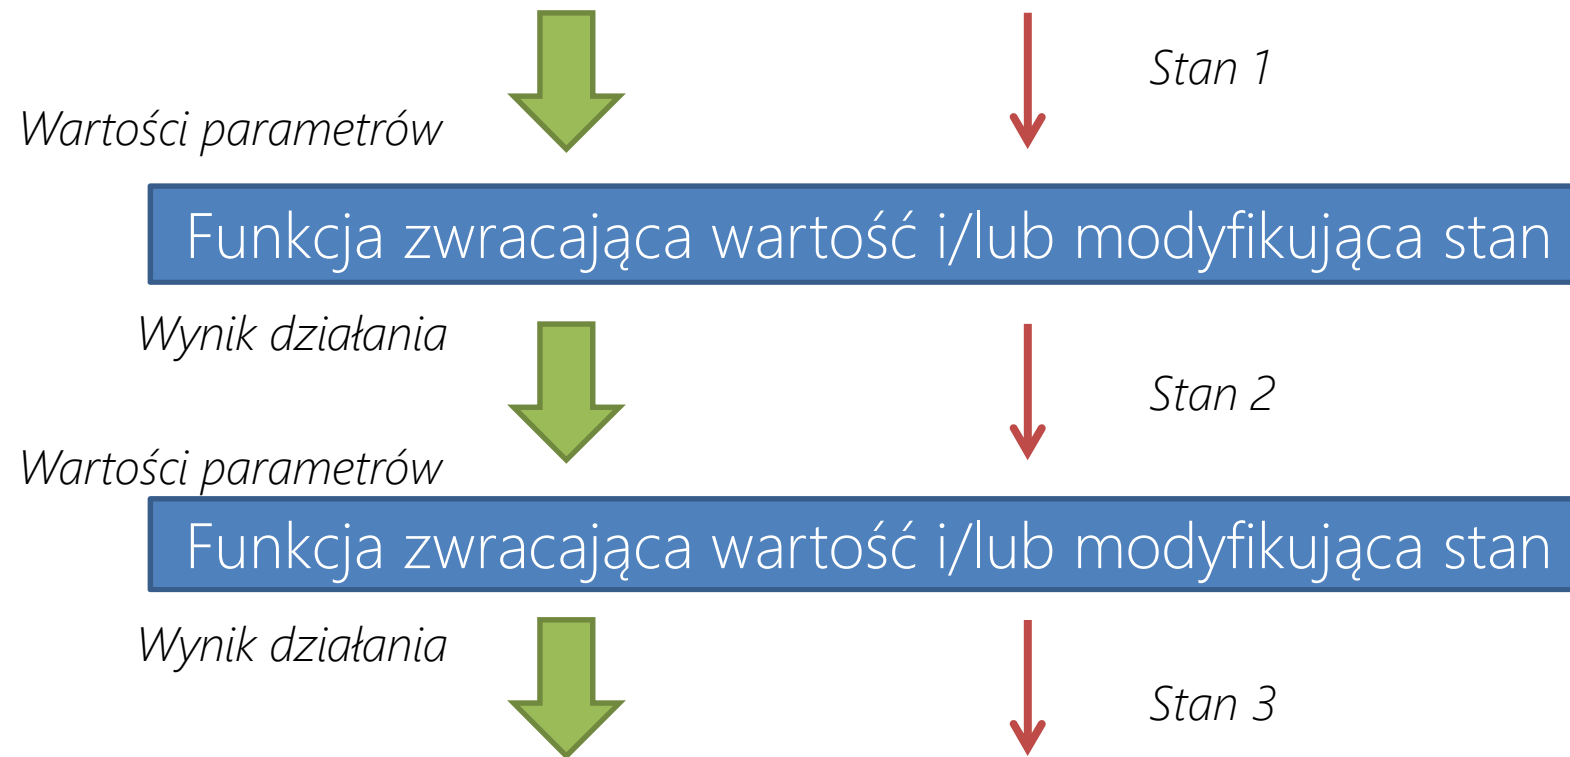 Stan 1
Wartości parametrów
Funkcja zwracająca wartość i/lub modyfikująca stan
Wynik działania
Stan 2
Wartości parametrów
Funkcja zwracająca wartość i/lub modyfikująca stan
Wynik działania
Stan 3